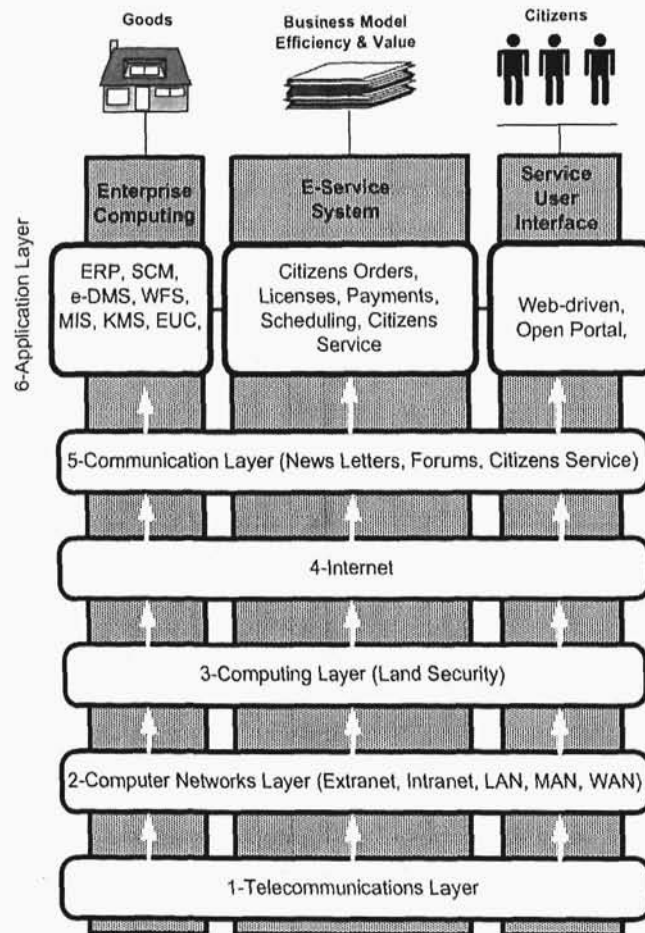 Goods
Business Model
Efficiency & Value
Citizens
Enterprise
Computing
E-Service
System
Service
User
Interface
6-Application Layer
ERP, SCM,
e-DMS, WFS,
MIS, KMS, EUC,
Citizens Orders,
Licenses, Payments,
Scheduling, Citizens
Service
Web-driven,
Open Portal,
5-Communication Layer (News Letters, Forums, Citizens Service)
4-Internet
3-Computing Layer (Land Security)
2-Computer Networks Layer (Extranet, Intranet, LAN, MAN, WAN)
1-Telecommunications Layer